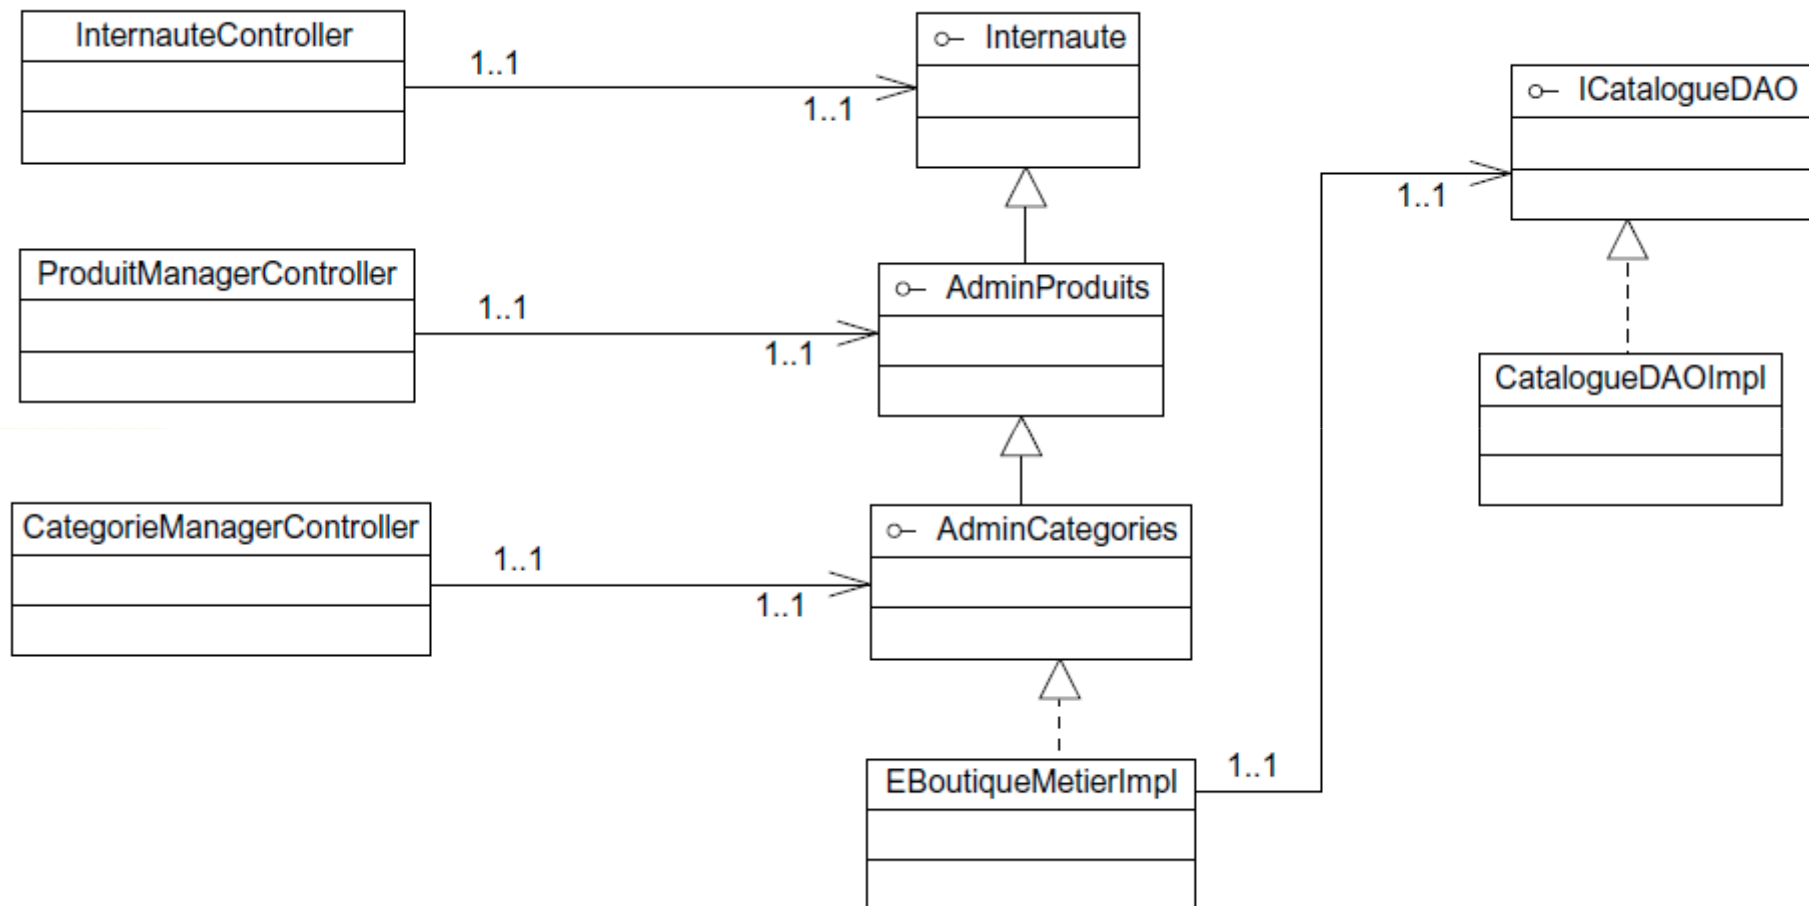 InternauteController
1..1
1..1
Internaute
ICatalogueDAO
1..1
ProduitManagerController
1..1
1..1
AdminProduits
CatalogueDAOImpl
CategorieManagerController
1..1
1..1
AdminCategories
EBoutiqueMetierImpl
1..1